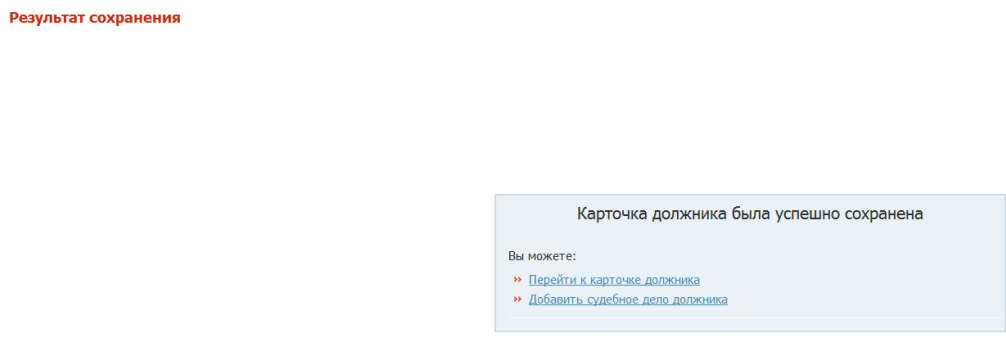 Результат сохранения
Карточка должника была успешно сохранена
Вы можете:
Перейти к карточке должника
Добавить судебное дело должника